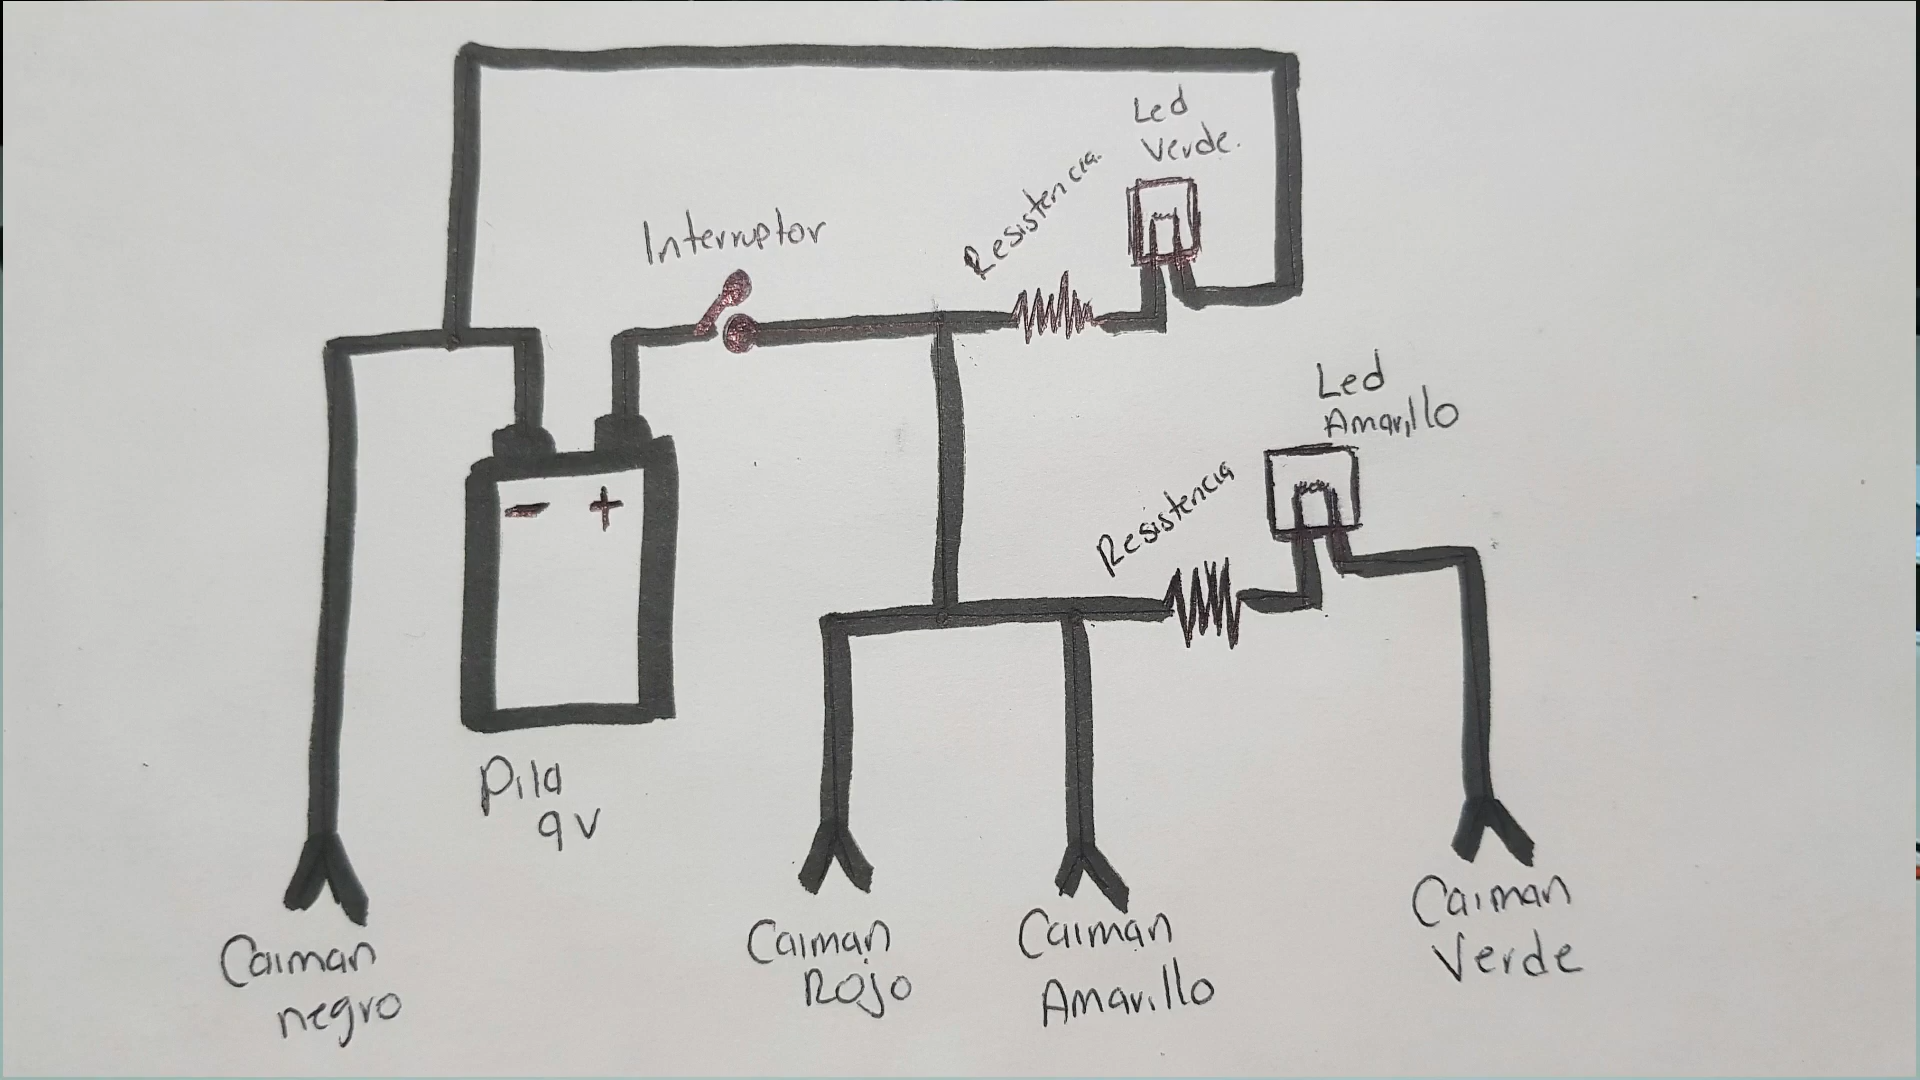 Led
Verde.
Resistencia.
Interruptor
Led
Amarillo
Resistencia
- +
Pila
9V
Caiman
negro
Caiman
Rojo
Caiman
Amarillo
Caiman
Verde